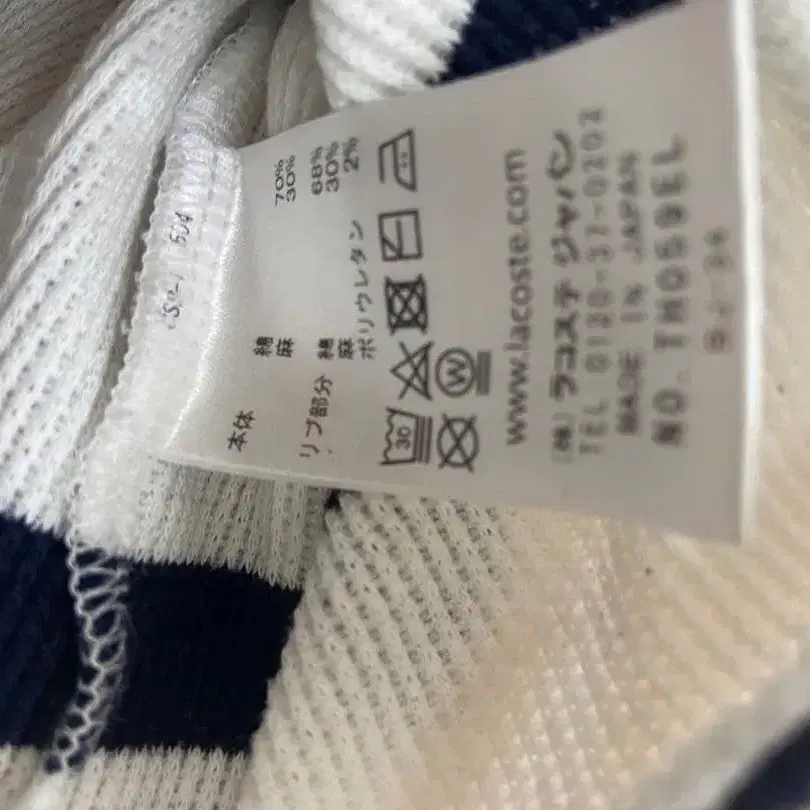 本体 綿 70%
麻 30%
リブ部分 綿 68%
麻 30%
ポリウレタン 2%
30
W
www.lacoste.com
(株)ラコステ ジャパン
TEL 0120-37-0202
MADE IN JAPAN
NO. TH059EL